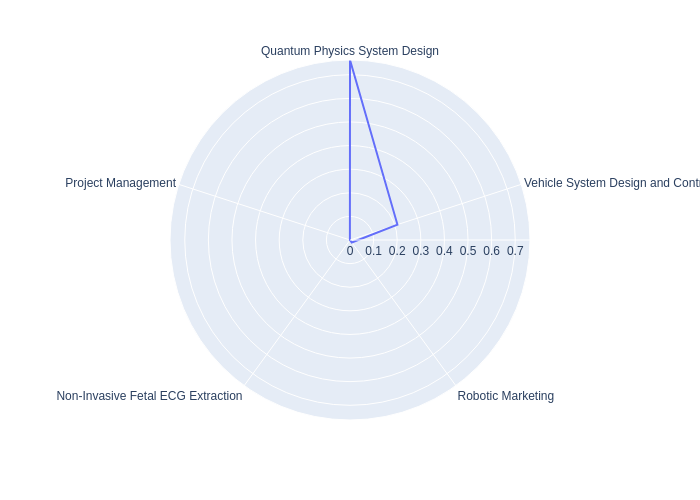 Quantum Physics System Design
Project Management
Vehicle System Design and
0 0.1 0.2 0.3 0.4 0.5 0.6 0.7
Non-Invasive Fetal ECG Extraction
Robotic Marketing